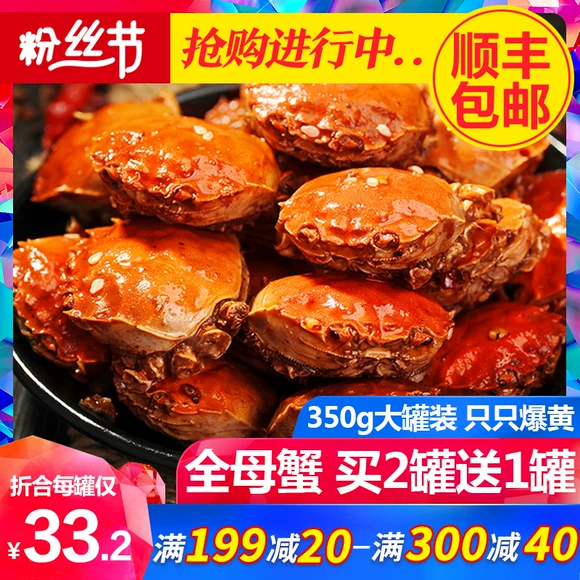 粉丝节
抢购进行中..
顺丰
包邮
350g大罐装 只只爆黄
全母蟹 买2罐送1罐
折合每罐仅
¥33.2
满199减20-满300减40